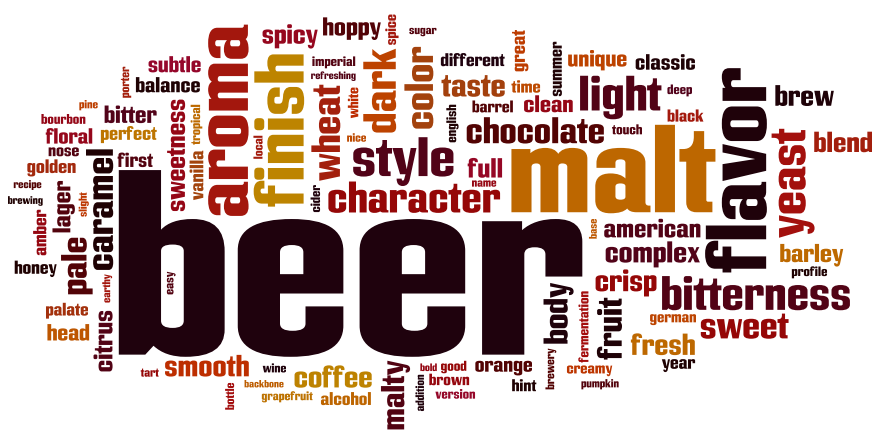 sugar
spice
hoppy
spicy
aroma
finish
imperial
refreshing
dark
color
different
great
summer
unique
classic
subtle
balance
porter
pine
bourbon
bitter
floral
perfect
nose
golden
recipe
brewing
first
sweetness
tropical
vanilla
local
wheat
white
nice
taste
time
english
barrel
clean
light
deep
black
touch
brew
chocolate
style
full
name
malt
flavor
yeast
blend
cider
character
caramel
slight
lager
amber
pale
honey
earthy
palate
head
citrus
easy
beer
base
american
complex
barley
profile
crisp
bitterness
german
sweet
fresh
year
body
fermentation
fruit
brewery
creamy
pumpkin
tart
smooth
wine
bottle
backbone
grapefruit
coffee
alcohol
malty
addition
bold
good
brown
version
orange
hint